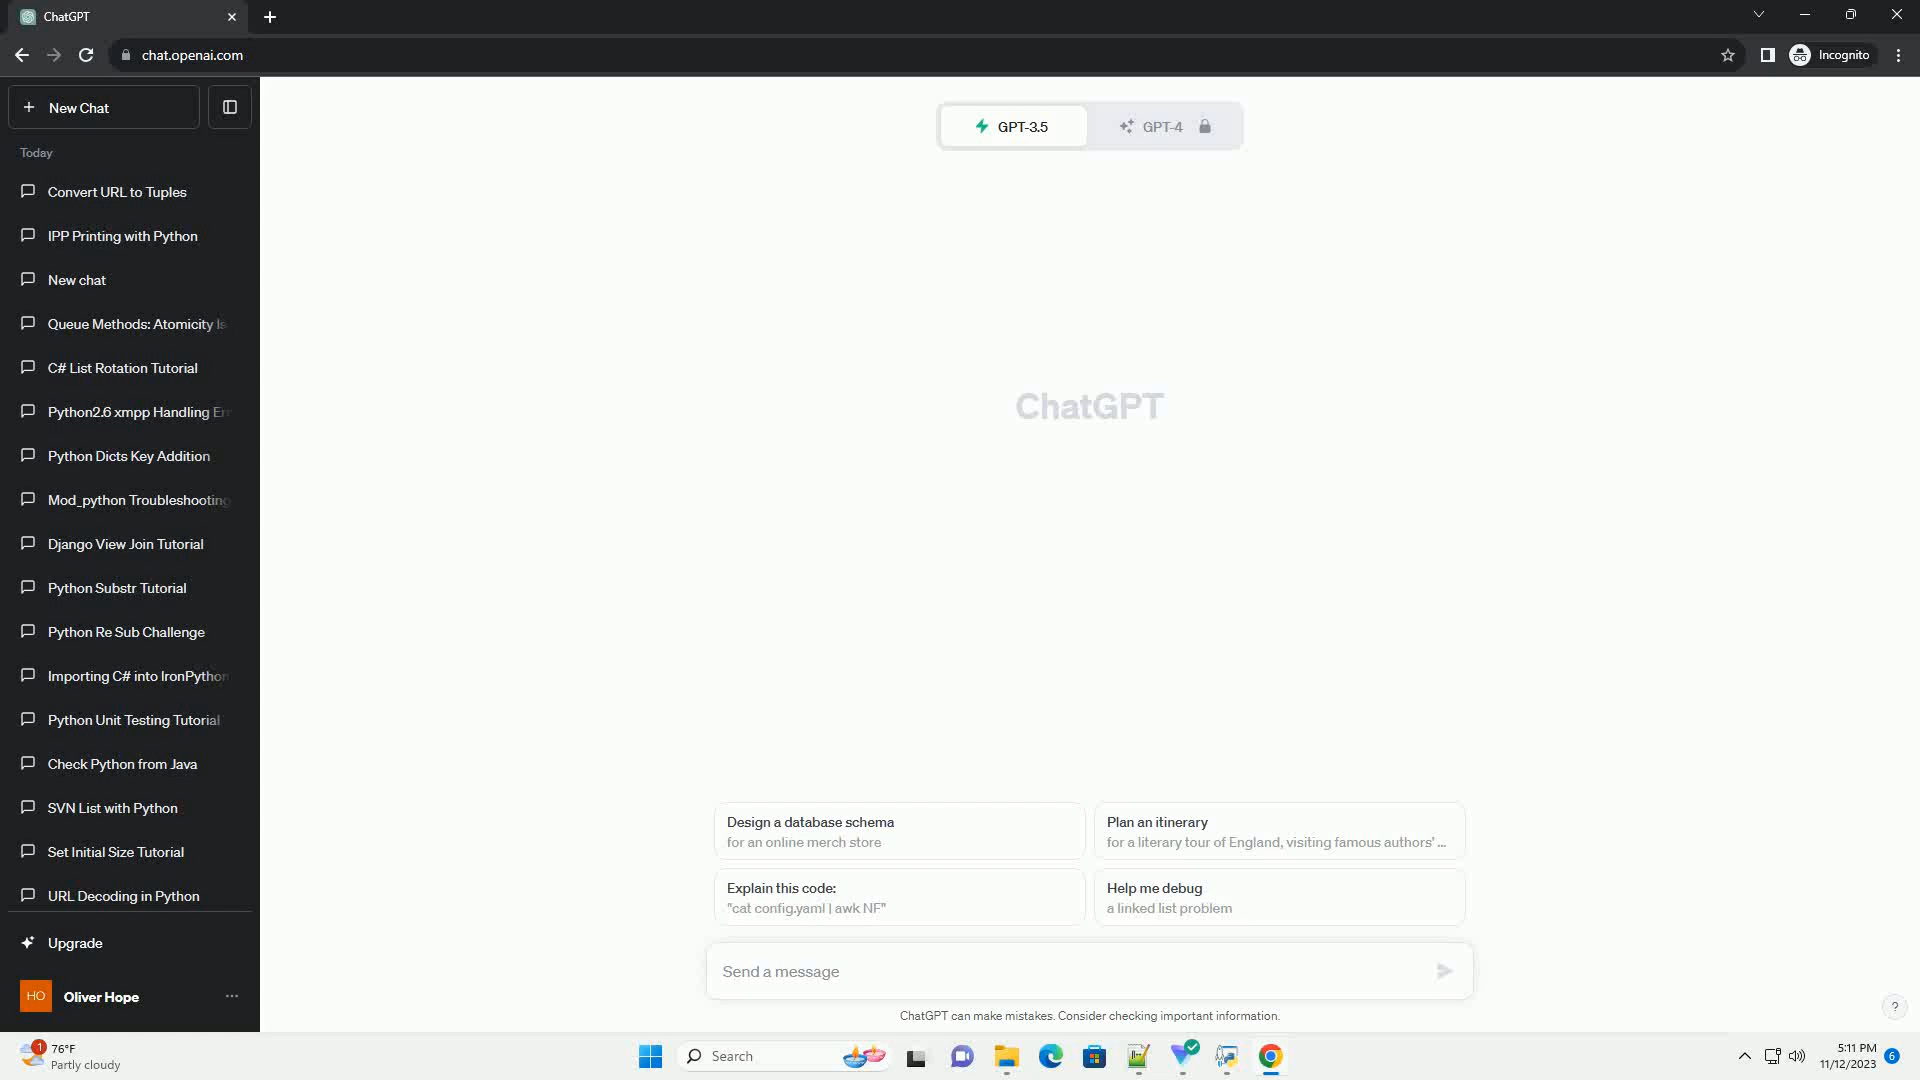 ChatGPT
chat.openai.com
Incognito
New Chat
Today
Convert URL to Tuples
IPP Printing with Python
New chat
Queue Methods: Atomicity Is
C# List Rotation Tutorial
Python2.6 xmpp Handling Err
Python Dicts Key Addition
Mod_python Troubleshooting
Django View Join Tutorial
Python Substr Tutorial
Python Re Sub Challenge
Importing C# into IronPython
Python Unit Testing Tutorial
Check Python from Java
SVN List with Python
Set Initial Size Tutorial
URL Decoding in Python
Upgrade
HO
Oliver Hope
GPT-3.5
GPT-4
ChatGPT
Design a database schema
for an online merch store
Plan an itinerary
for a literary tour of England, visiting famous authors' ...
Explain this code:
"cat config.yaml | awk NF"
Help me debug
a linked list problem
Send a message
ChatGPT can make mistakes. Consider checking important information.
?
1
76°F
Partly cloudy
Search
5:11 PM
11/12/2023
6